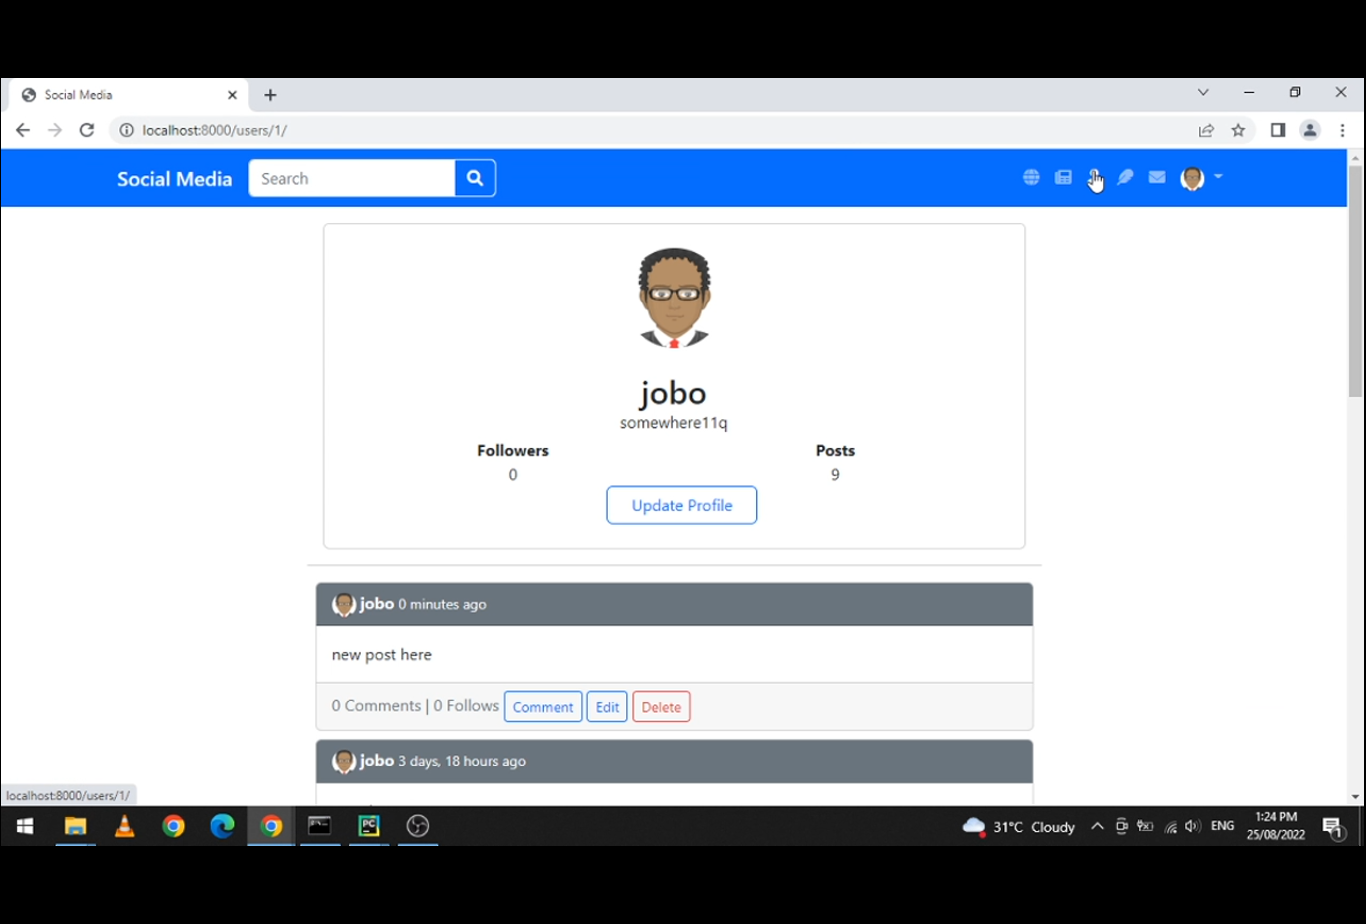 Social Media
localhost:8000/users/1/
Social Media
Search
jobo
somewhere11q
Followers
Posts
0
9
Update Profile
jobo 0 minutes ago
new post here
0 Comments | 0 Follows Comment Edit Delete
jobo 3 days, 18 hours ago
localhost:8000/users/1/
PC
31°C Cloudy
ENG
1:24 PM
25/08/2022
1